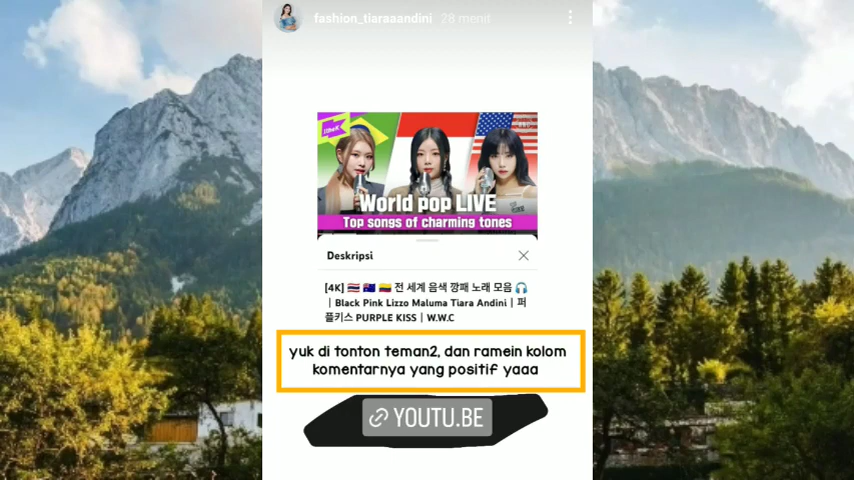 fashion_tiaraaandini 28 menit
World pop LIVE
Top songs of charming tones
Deskripsi
[4K] 🇹🇭 🇦🇺 🇨🇴 전 세계 음색 깡패 노래 모음 🎧
| Black Pink Lizzo Maluma Tiara Andini | 퍼
플키스 PURPLE KISS | W.W.C
yuk di tonton teman2, dan ramein kolom
komentarnya yang positif yaaa
YOUTU.BE